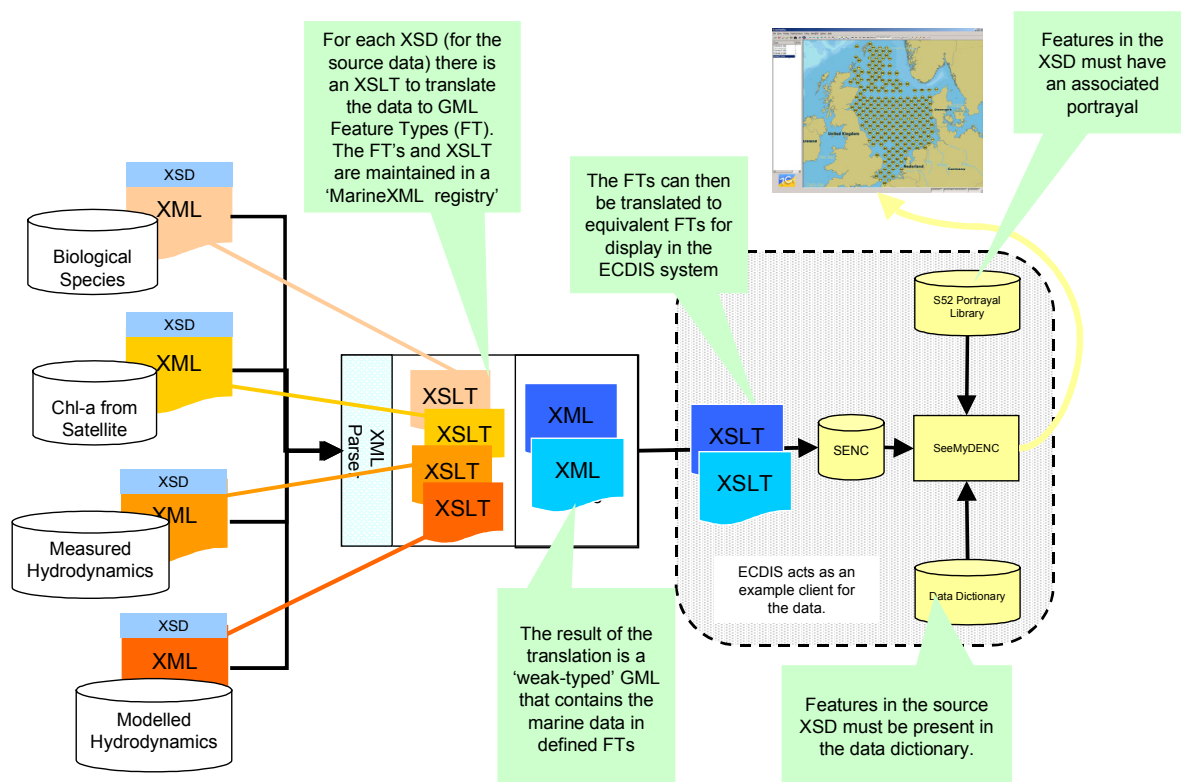 For each XSD (for the
source data) there is
an XSLT to translate
the data to GML
Feature Types (FT).
The FT’s and XSLT
are maintained in a
‘MarineXML registry’
Features in the
XSD must have
an associated
portrayal
United Kingdom
Denmark
Nederland
Germany
The FTs can then
be translated to
equivalent FTs for
display in the
ECDIS system
XSD
XML
Biological
Species
XSD
XML
Chl-a from
Satellite
XSD
XML
Measured
Hydrodynamics
XSD
XML
Modelled
Hydrodynamics
XML
Parser
XSLT
XSLT
XSLT
XSLT
XML
XML
XSLT
XSLT
SENC
S52 Portrayal
Library
SeeMyDENC
Data Dictionary
ECDIS acts as an
example client for
the data.
The result of the
translation is a
‘weak-typed’ GML
that contains the
marine data in
defined FTs
Features in the source
XSD must be present in
the data dictionary.